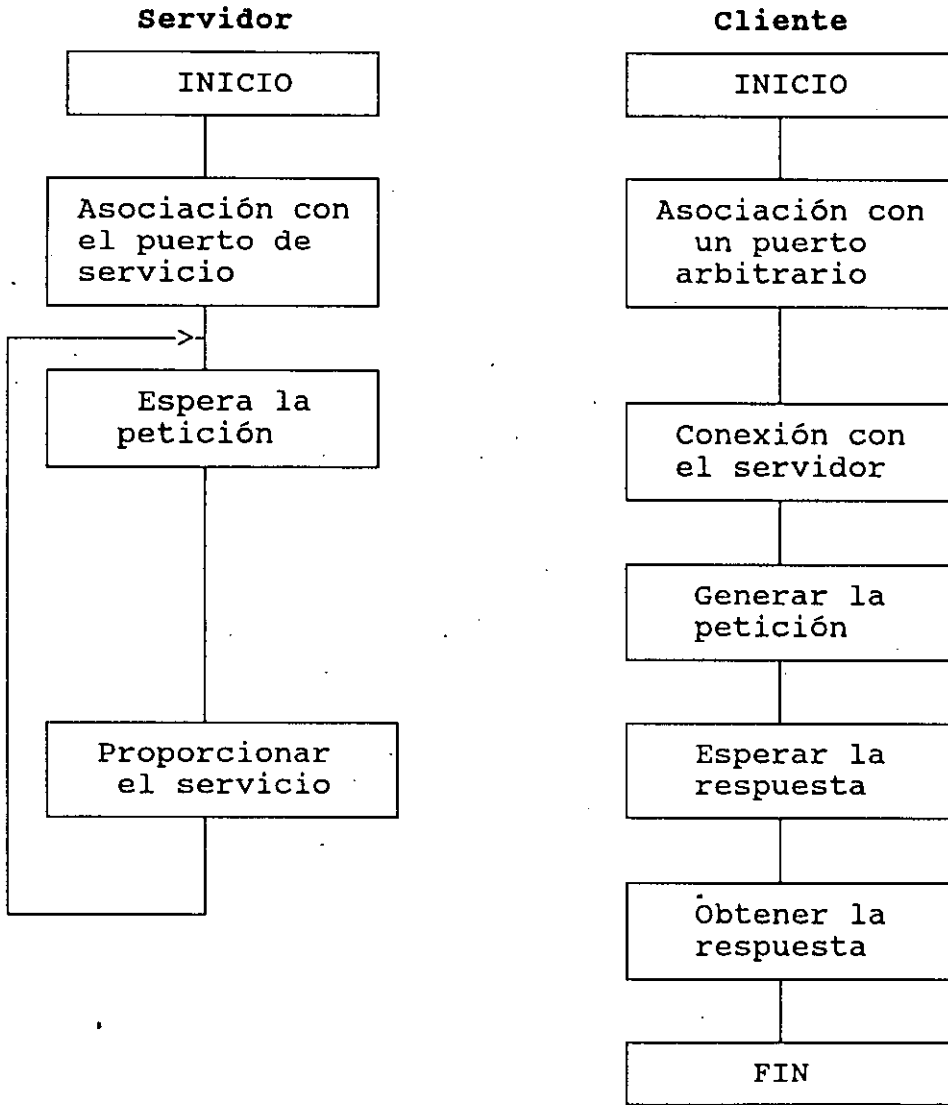 Servidor
INICIO
Asociación con
el puerto de
servicio
Espera la
petición
Proporcionar
el servicio
Cliente
INICIO
Asociación con
un puerto
arbitrario
Conexión con
el servidor
Generar la
petición
Esperar la
respuesta
Obtener la
respuesta
FIN